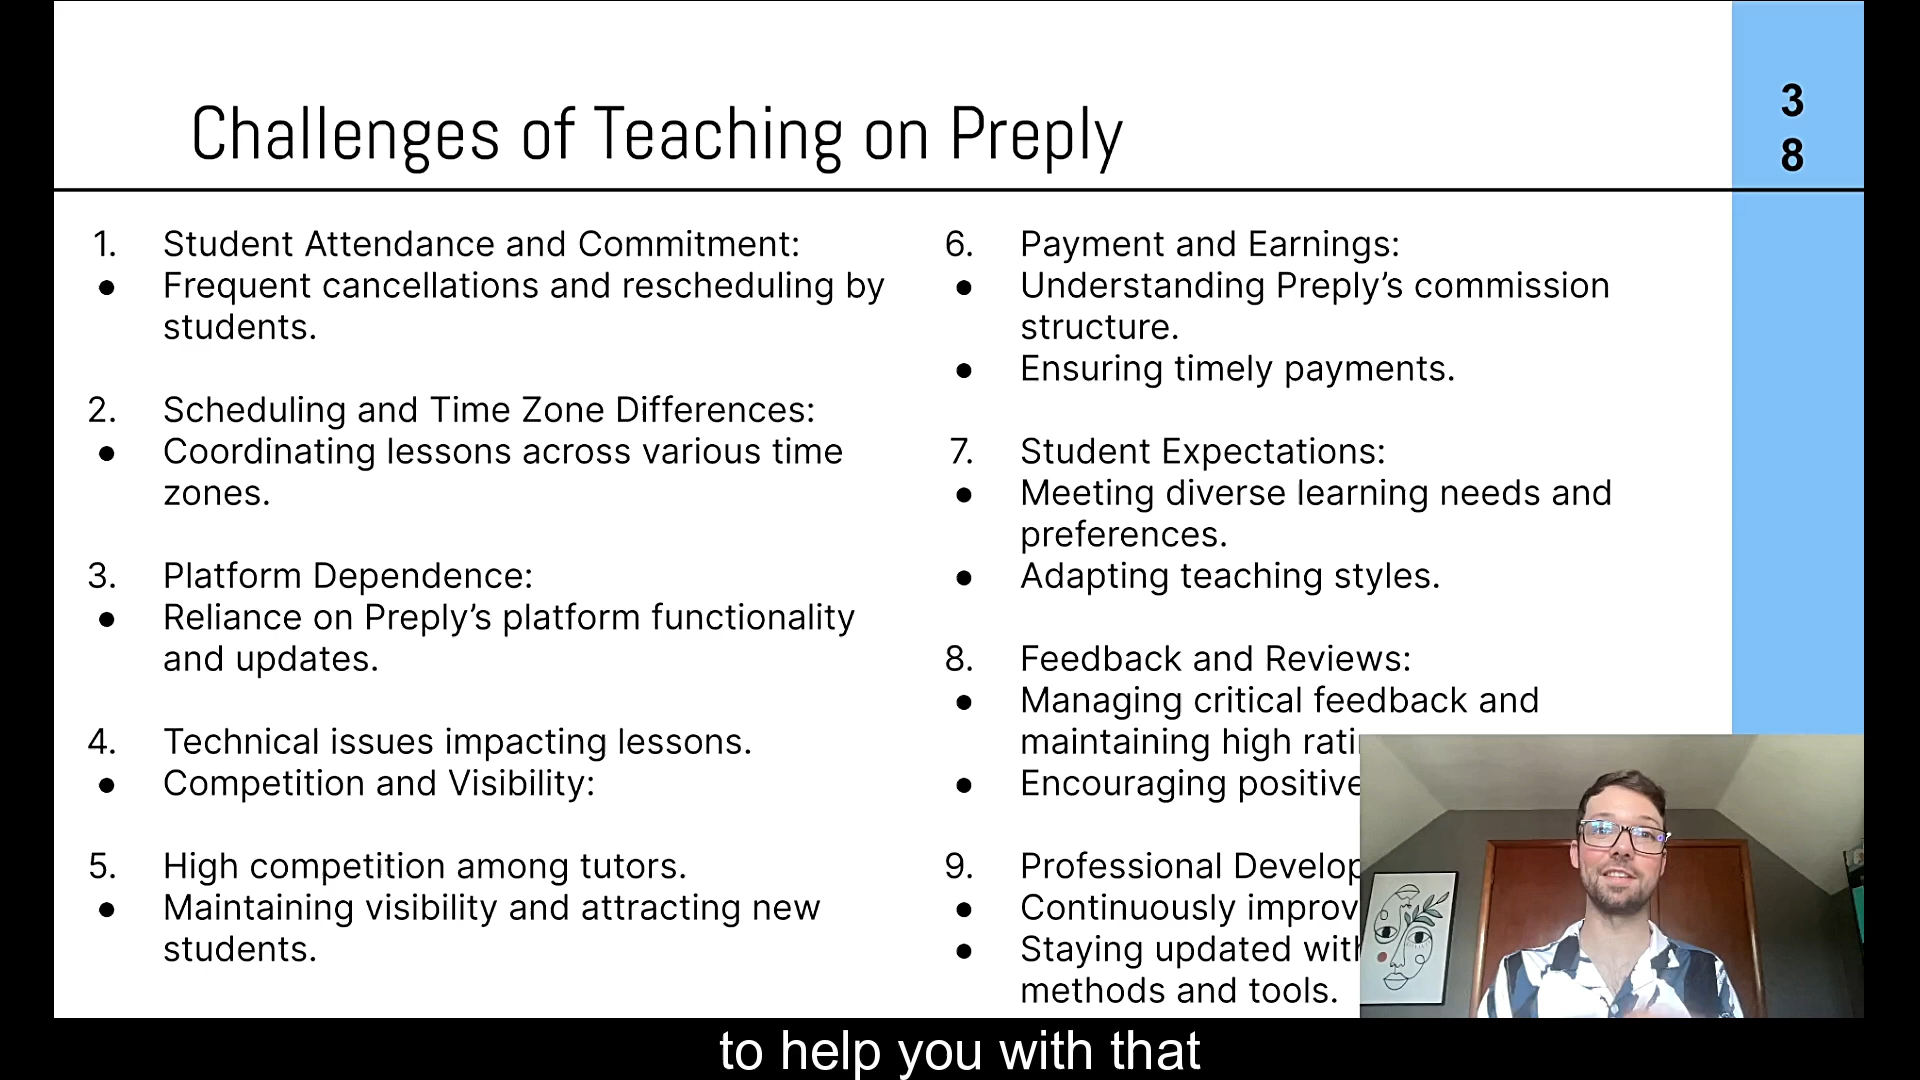 Challenges of Teaching on Preply
3
8
1. Student Attendance and Commitment:
● Frequent cancellations and rescheduling by
students.
2. Scheduling and Time Zone Differences:
● Coordinating lessons across various time
zones.
3. Platform Dependence:
● Reliance on Preply’s platform functionality
and updates.
4. Technical issues impacting lessons.
● Competition and Visibility:
5. High competition among tutors.
● Maintaining visibility and attracting new
students.
6. Payment and Earnings:
● Understanding Preply’s commission
structure.
● Ensuring timely payments.
7. Student Expectations:
● Meeting diverse learning needs and
preferences.
● Adapting teaching styles.
8. Feedback and Reviews:
● Managing critical feedback and
maintaining high
● Encouraging positive
9. Professional
● Continuously
● Staying updated
methods and tools.
to help you with that